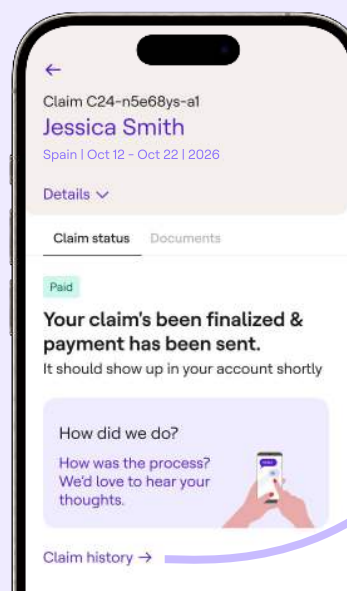 Claim C24-n5e68ys-a1
Jessica Smith
Spain | Oct 12 - Oct 22 | 2026
Details
Claim status Documents
Paid
Your claim's been finalized &
payment has been sent.
It should show up in your account shortly
How did we do?
How was the process?
We'd love to hear your
thoughts.
Claim history →